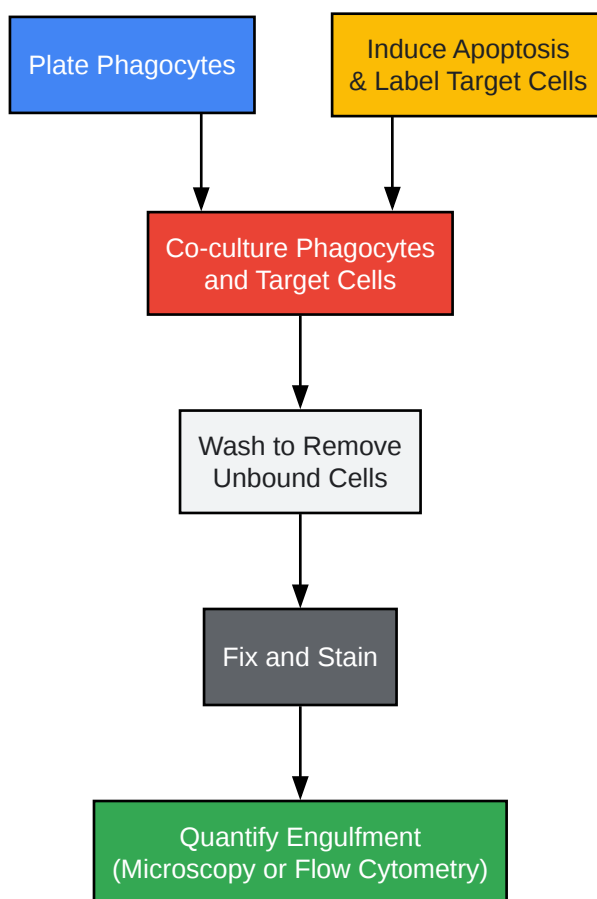 Plate Phagocytes
Induce Apoptosis
& Label Target Cells
Co-culture Phagocytes
and Target Cells
Wash to Remove
Unbound Cells
Fix and Stain
Quantify Engulfment
(Microscopy or Flow Cytometry)